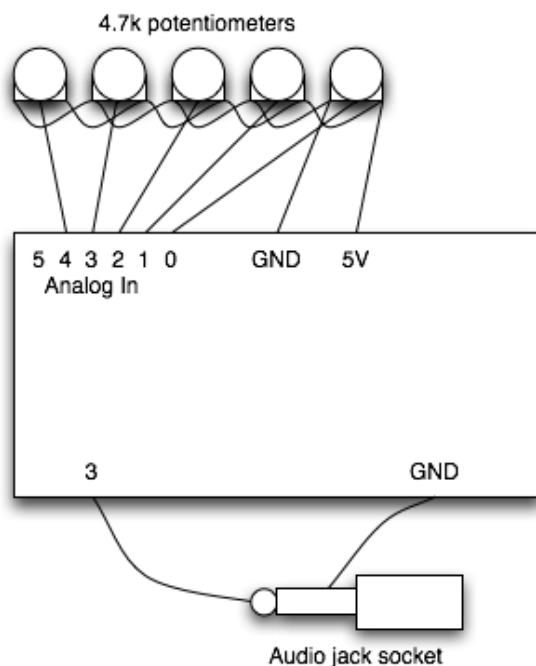 4.7k potentiometers
5 4 3 2 1 0 GND 5V
Analog In
3 GND
Audio jack socket